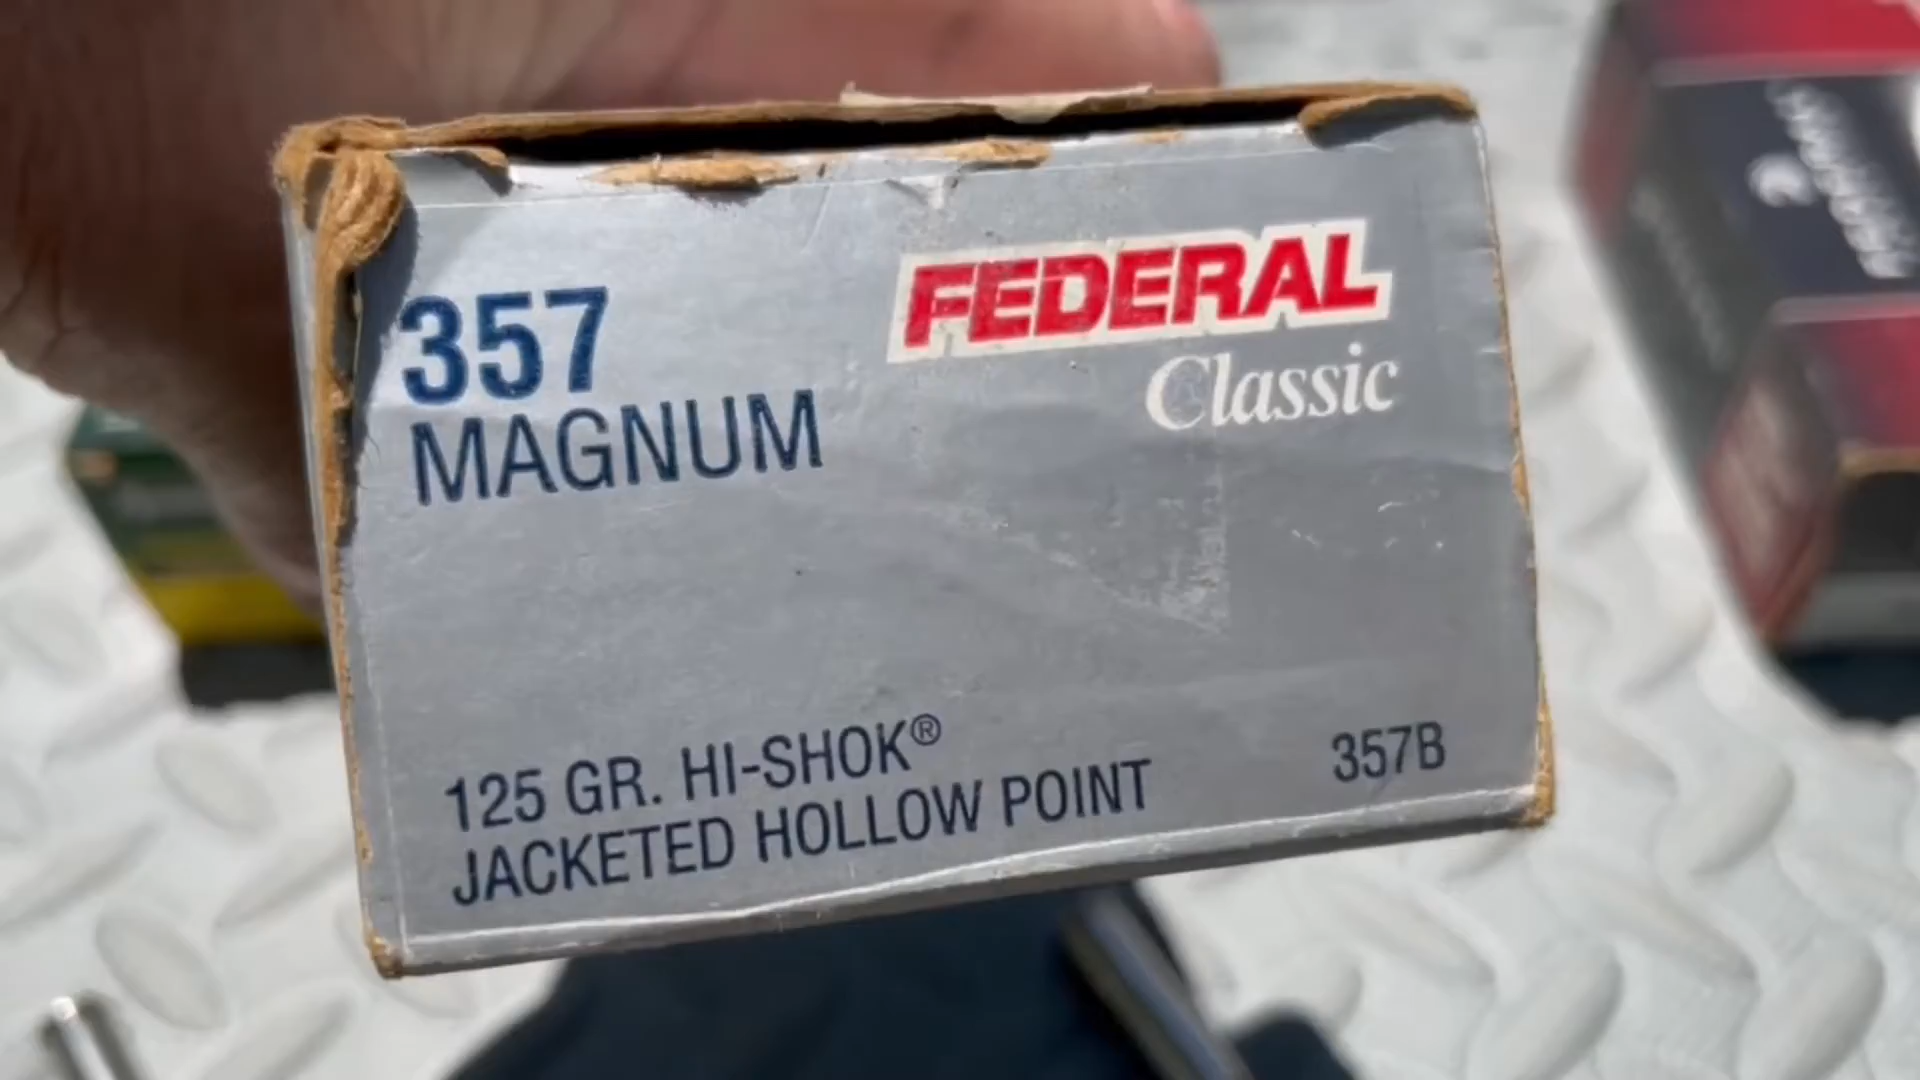 357
MAGNUM
FEDERAL
Classic
125 GR. HI-SHOK®
JACKETED HOLLOW POINT
357B